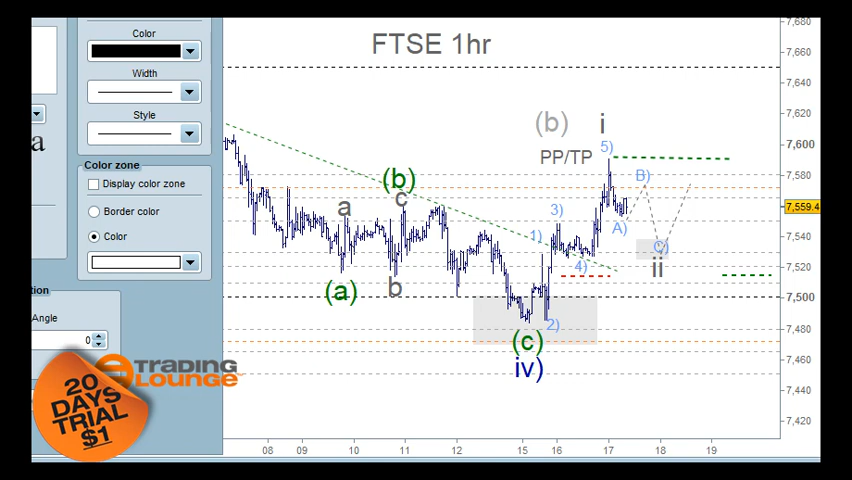 Color
Width
Style
Color zone
Display color zone
Border color
Color
Angle
0
a
20
DAYS
TRIAL
$1
TRADING
LOUNGE
FTSE 1hr
(b)
i
5)
PP/TP
B)
(b)
c
a
3)
1)
A)
C)
4)
ii
(a)
b
2)
(c)
iv)
7,680
7,660
7,640
7,620
7,600
7,580
7,559.4
7,540
7,520
7,500
7,480
7,460
7,440
7,420
08
09
10
11
12
15
16
17
18
19